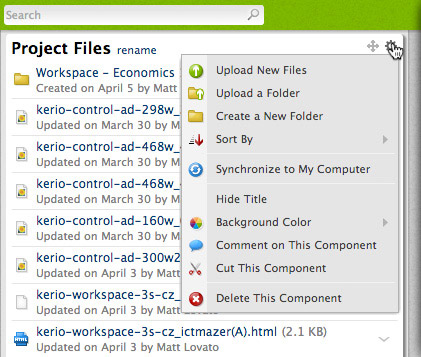 Search
Project Files rename
Workspace – Economics
Created on April 5 by Matt
Upload New Files
Upload a Folder
Create a New Folder
Sort By
Synchronize to My Computer
Hide Title
Background Color
Comment on This Component
Cut This Component
Delete This Component
kerio-control-ad-298w_
Updated on March 30 by M
kerio-control-ad-468w_
Updated on March 30 by M
kerio-control-ad-468w_
Updated on March 30 by M
kerio-control-ad-160w_
Updated on March 30 by M
kerio-control-ad-300w2
Updated on April 3 by Mat
kerio-workspace-3s-cz_
Updated on April 3 by Matt Lovato
kerio-workspace-3s-cz_ictmazer(A).html (2.1 KB)
Updated on April 3 by Matt Lovato